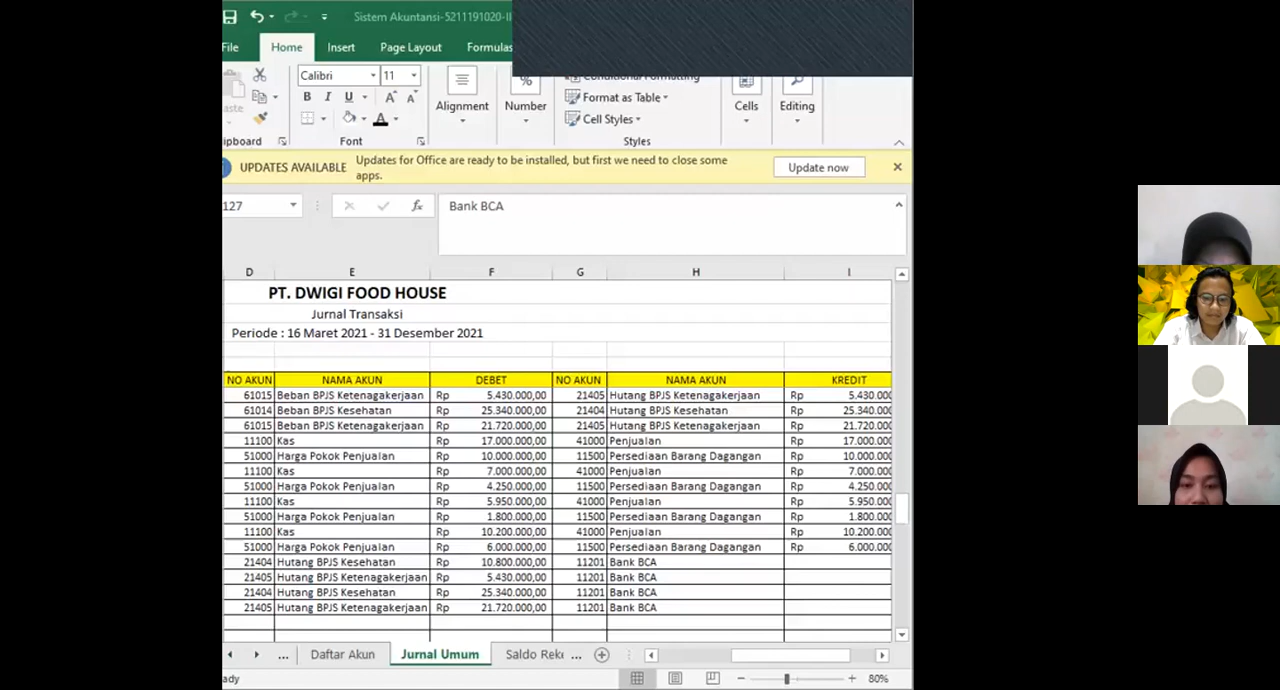 Sistem Akuntansi-5211191020-II
File Home Insert Page Layout Formulas
Calibri 11
B I U A A A
Alignment Number
Conditional Formatting
Format as Table
Cell Styles
Cells Editing
Font Styles
UPDATES AVAILABLE Updates for Office are ready to be installed, but first we need to close some apps. Update now
127 fx Bank BCA
D E F G H I
PT. DWIGI FOOD HOUSE
Jurnal Transaksi
Periode : 16 Maret 2021 - 31 Desember 2021
NO AKUN NAMA AKUN DEBET NO AKUN NAMA AKUN KREDIT
61015 Beban BPJS Ketenagakerjaan Rp 5.430.000,00 21405 Hutang BPJS Ketenagakerjaan Rp 5.430.000
61014 Beban BPJS Kesehatan Rp 25.340.000,00 21404 Hutang BPJS Kesehatan Rp 25.340.000
61015 Beban BPJS Ketenagakerjaan Rp 21.720.000,00 21405 Hutang BPJS Ketenagakerjaan Rp 21.720.000
11100 Kas Rp 17.000.000,00 41000 Penjualan Rp 17.000.000
51000 Harga Pokok Penjualan Rp 10.000.000,00 11500 Persediaan Barang Dagangan Rp 10.000.000
11100 Kas Rp 7.000.000,00 41000 Penjualan Rp 7.000.000
51000 Harga Pokok Penjualan Rp 4.250.000,00 11500 Persediaan Barang Dagangan Rp 4.250.000
11100 Kas Rp 5.950.000,00 41000 Penjualan Rp 5.950.000
51000 Harga Pokok Penjualan Rp 1.800.000,00 11500 Persediaan Barang Dagangan Rp 1.800.000
11100 Kas Rp 10.200.000,00 41000 Penjualan Rp 10.200.000
51000 Harga Pokok Penjualan Rp 6.000.000,00 11500 Persediaan Barang Dagangan Rp 6.000.000
21404 Hutang BPJS Kesehatan Rp 10.800.000,00 11201 Bank BCA
21405 Hutang BPJS Ketenagakerjaan Rp 5.430.000,00 11201 Bank BCA
21404 Hutang BPJS Kesehatan Rp 25.340.000,00 11201 Bank BCA
21405 Hutang BPJS Ketenagakerjaan Rp 21.720.000,00 11201 Bank BCA
... Daftar Akun Jurnal Umum Saldo Reke ...
80%